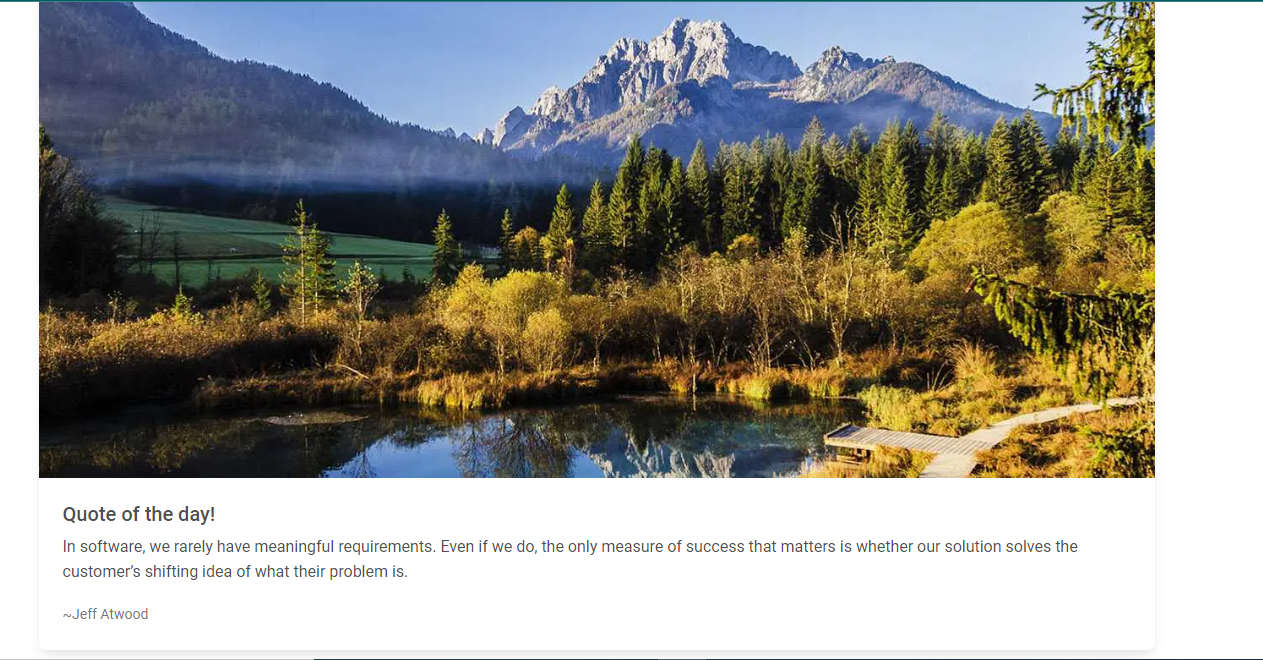 Quote of the day!
In software, we rarely have meaningful requirements. Even if we do, the only measure of success that matters is whether our solution solves the
customer’s shifting idea of what their problem is.
~Jeff Atwood